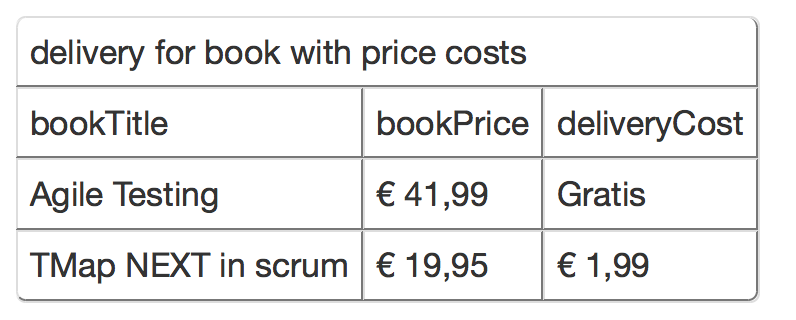 delivery for book with price costs
bookTitle bookPrice deliveryCost
Agile Testing € 41,99 Gratis
TMap NEXT in scrum € 19,95 € 1,99